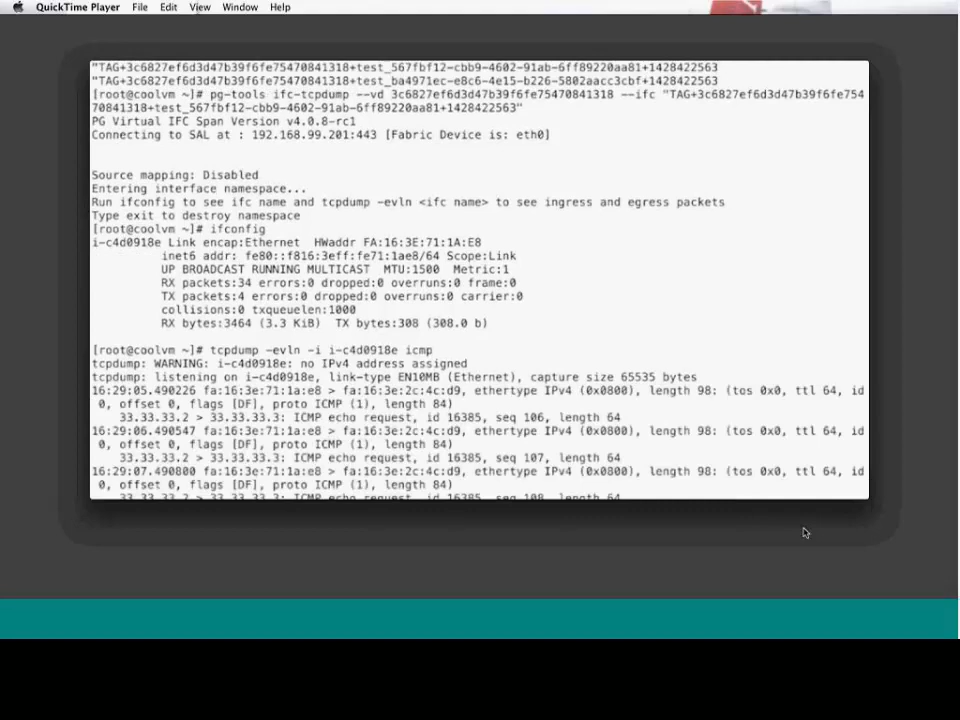 QuickTime Player File Edit View Window Help
"TAG+3c6827ef6d3d47b39f6fe75470841318+test_567fbf12-cbb9-4602-91ab-6ff89220aa81+1428422563
"TAG+3c6827ef6d3d47b39f6fe75470841318+test_ba4971ec-e8c6-4e15-b226-5802aacc3cbf+1428422563
[root@coolvm ~]# pg-tools ifc-tcpdump --vd 3c6827ef6d3d47b39f6fe75470841318 --ifc "TAG+3c6827ef6d3d47b39f6fe754
70841318+test_567fbf12-cbb9-4602-91ab-6ff89220aa81+1428422563"
PG Virtual IFC Span Version v4.0.8-rc1
Connecting to SAL at : 192.168.99.201:443 [Fabric Device is: eth0]
Source mapping: Disabled
Entering interface namespace...
Run ifconfig to see ifc name and tcpdump -evln <ifc name> to see ingress and egress packets
Type exit to destroy namespace
[root@coolvm ~]# ifconfig
i-c4d0918e Link encap:Ethernet  HWaddr FA:16:3E:71:1A:E8
inet6 addr: fe80::f816:3eff:fe71:1ae8/64 Scope:Link
UP BROADCAST RUNNING MULTICAST  MTU:1500  Metric:1
RX packets:34 errors:0 dropped:0 overruns:0 frame:0
TX packets:4 errors:0 dropped:0 overruns:0 carrier:0
collisions:0 txqueuelen:1000
RX bytes:3464 (3.3 KiB)  TX bytes:308 (308.0 b)
[root@coolvm ~]# tcpdump -evln -i i-c4d0918e icmp
tcpdump: WARNING: i-c4d0918e: no IPv4 address assigned
tcpdump: listening on i-c4d0918e, link-type EN10MB (Ethernet), capture size 65535 bytes
16:29:05.490226 fa:16:3e:71:1a:e8 > fa:16:3e:2c:4c:d9, ethertype IPv4 (0x0800), length 98: (tos 0x0, ttl 64, id
0, offset 0, flags [DF], proto ICMP (1), length 84)
33.33.33.2 > 33.33.33.3: ICMP echo request, id 16385, seq 106, length 64
16:29:06.490547 fa:16:3e:71:1a:e8 > fa:16:3e:2c:4c:d9, ethertype IPv4 (0x0800), length 98: (tos 0x0, ttl 64, id
0, offset 0, flags [DF], proto ICMP (1), length 84)
33.33.33.2 > 33.33.33.3: ICMP echo request, id 16385, seq 107, length 64
16:29:07.490800 fa:16:3e:71:1a:e8 > fa:16:3e:2c:4c:d9, ethertype IPv4 (0x0800), length 98: (tos 0x0, ttl 64, id
0, offset 0, flags [DF], proto ICMP (1), length 84)
33.33.33.2 > 33.33.33.3: ICMP echo request, id 16385, seq 108, length 64